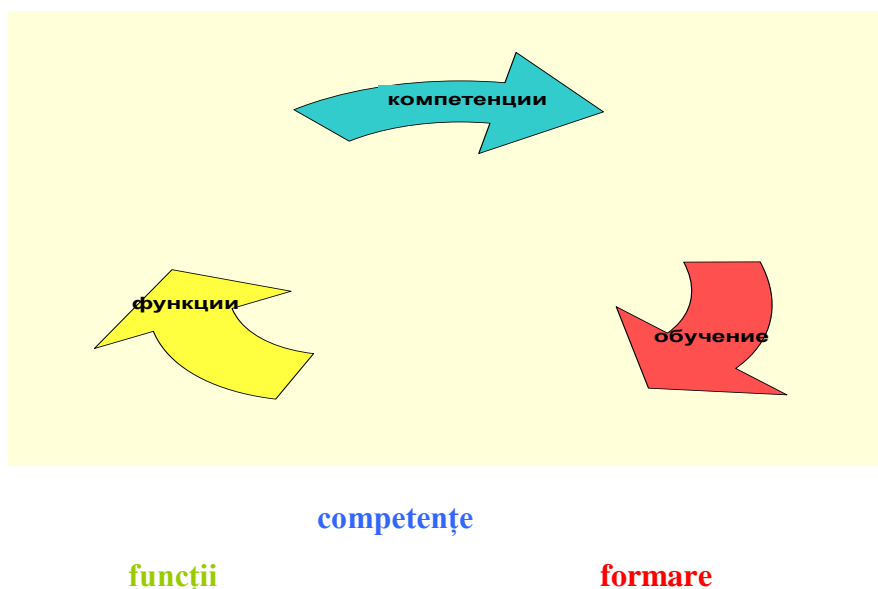 компетенции
функции
обучение
competențe
funcții formare